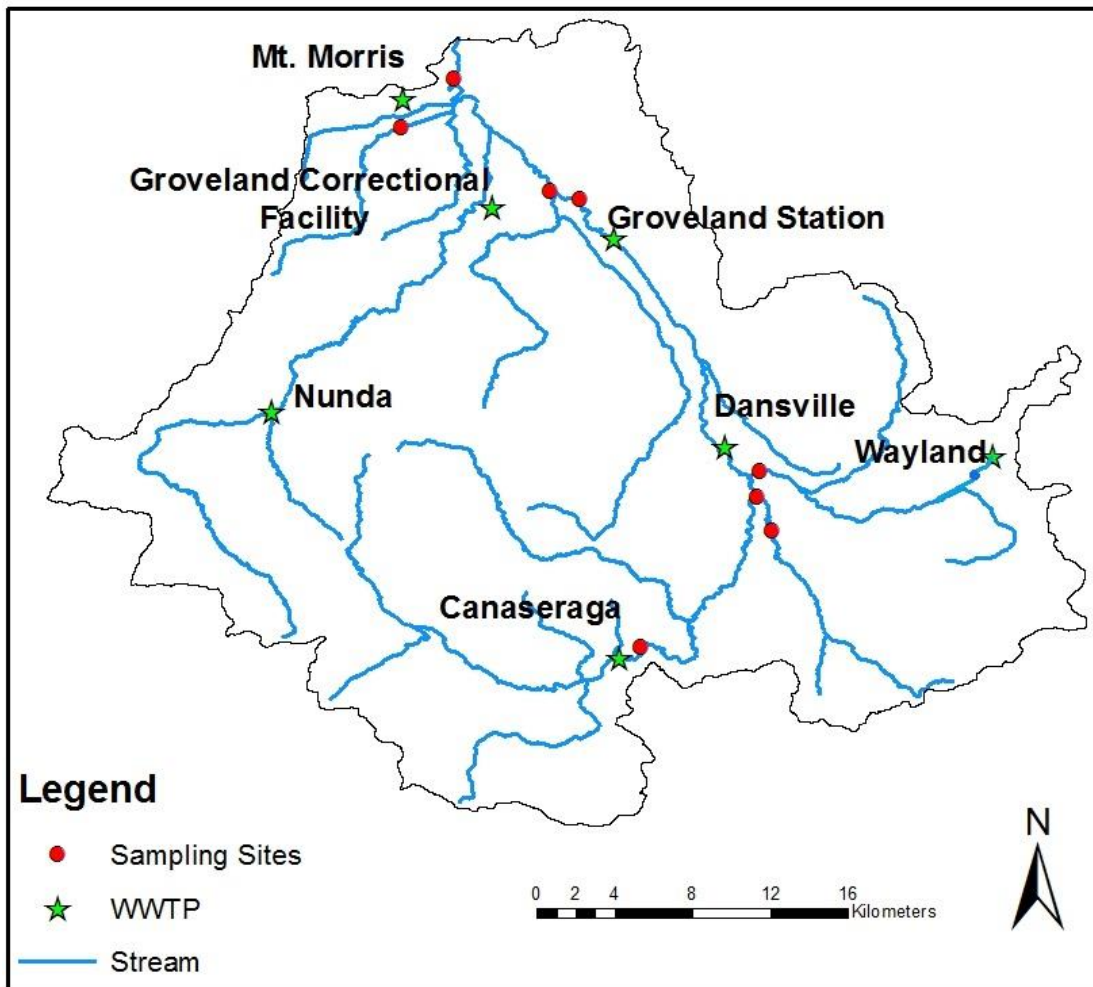 Mt. Morris
Groveland Correctional
Facility
Groveland Station
Nunda
Dansville
Wayland
Canaseraga
Legend
Sampling Sites
WWTP
Stream
N
0 2 4 8 12 16
Kilometers